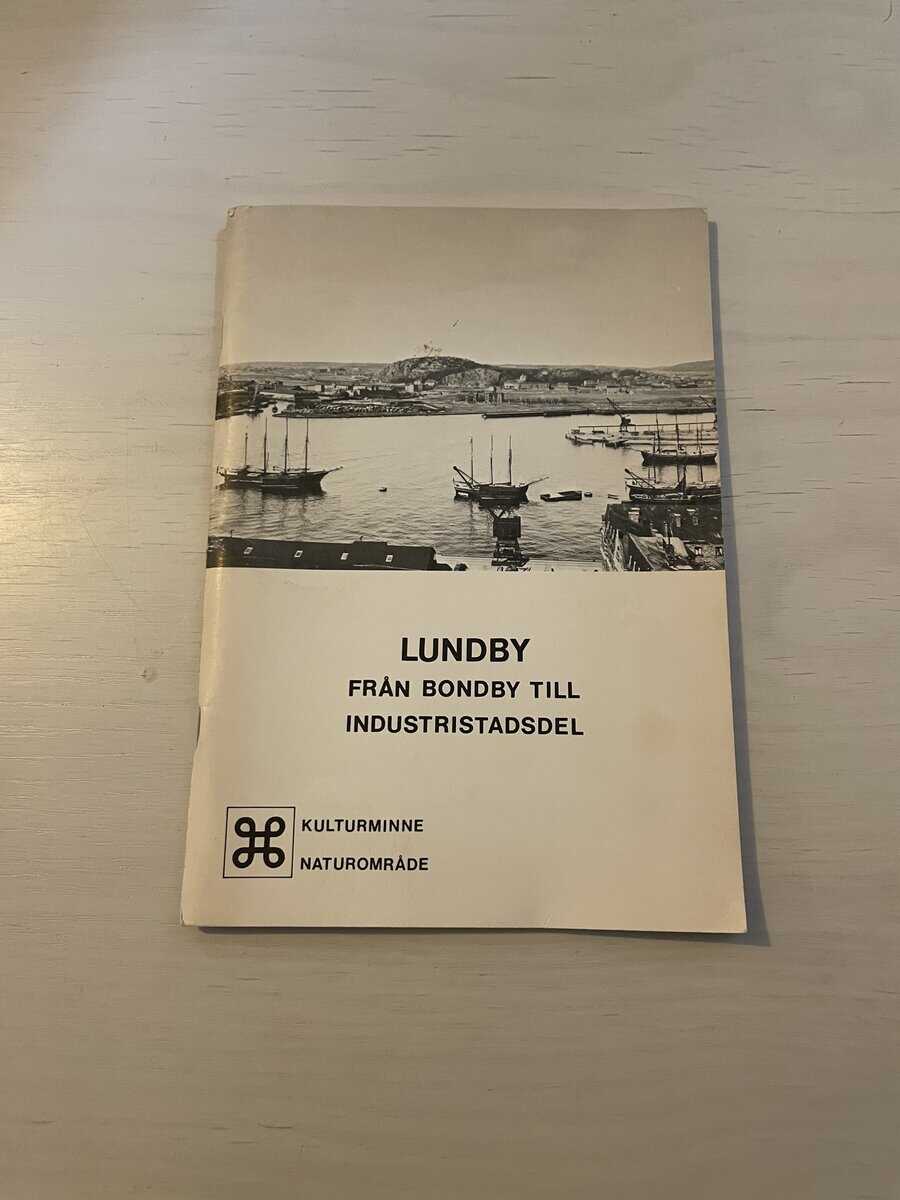 LUNDBY
FRÅN BONDBY TILL
INDUSTRISTADSDEL
KULTURMINNE
NATUROMRÅDE